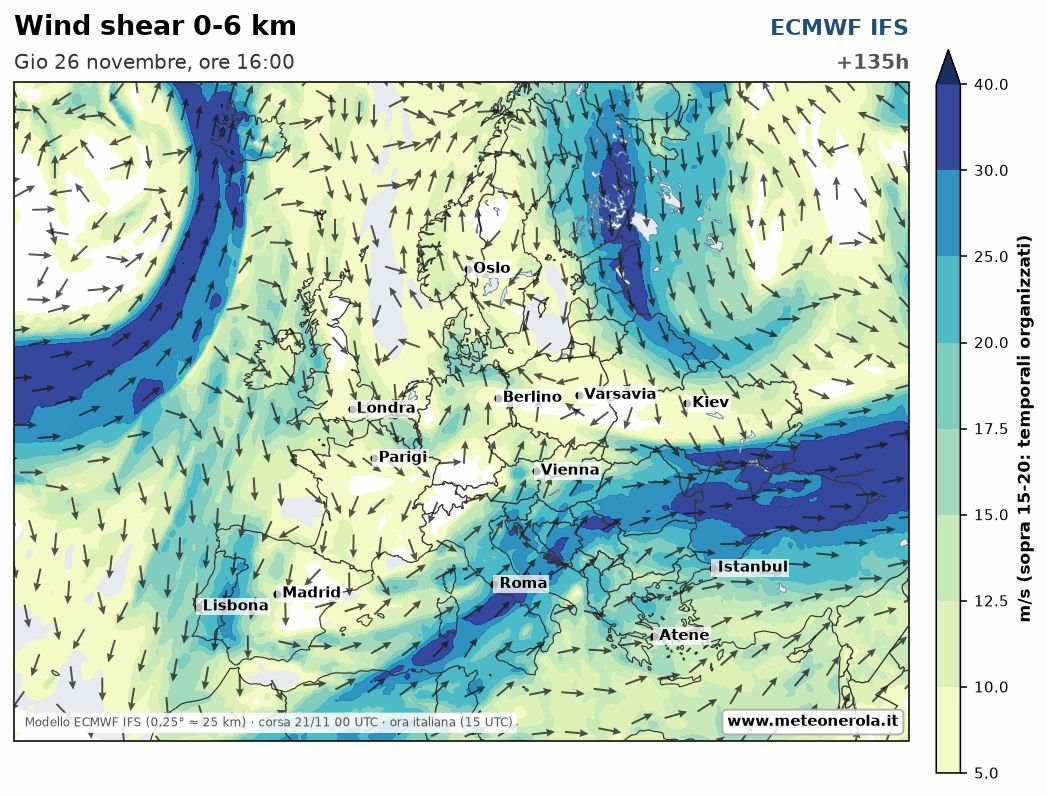 Wind shear 0-6 km
ECMWF IFS
Gio 26 novembre, ore 16:00
+135h
40.0
30.0
25.0
20.0
17.5
15.0
12.5
10.0
5.0
m/s (sopra 15-20: temporali organizzati)
Oslo
Berlino
Varsavia
Kiev
Londra
Parigi
Vienna
Istanbul
Roma
Madrid
Lisbona
Atene
Modello ECMWF IFS (0,25° ≈ 25 km) · corsa 21/11 00 UTC · ora italiana (15 UTC)
www.meteonerola.it